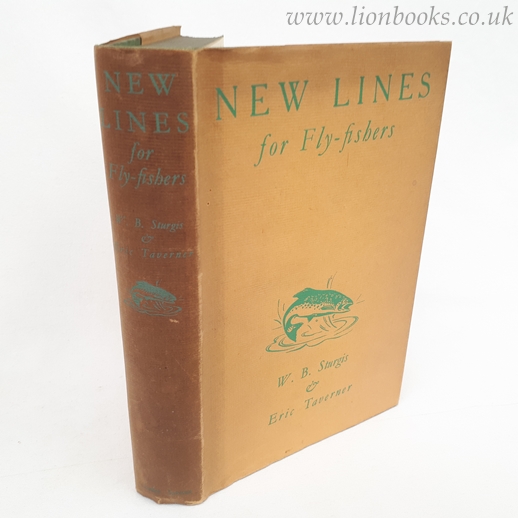 www.lionbooks.co.uk
NEW
LINES
for
Fly-fishers
W. B. Sturgis
&
Eric Taverner
NEW LINES
for Fly-fishers
W. B. Sturgis
&
Eric Taverner